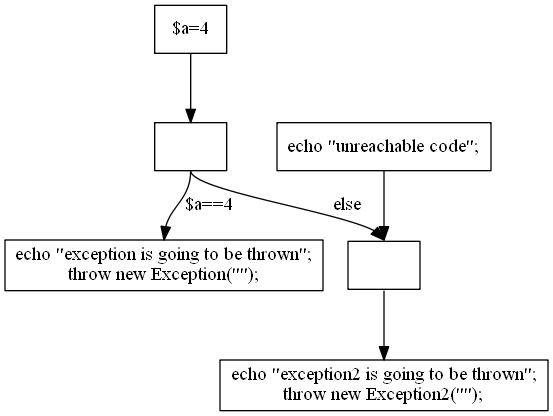 $a=4
echo "unreachable code";
$a==4
else
echo "exception is going to be thrown";
throw new Exception("");
echo "exception2 is going to be thrown";
throw new Exception2("");